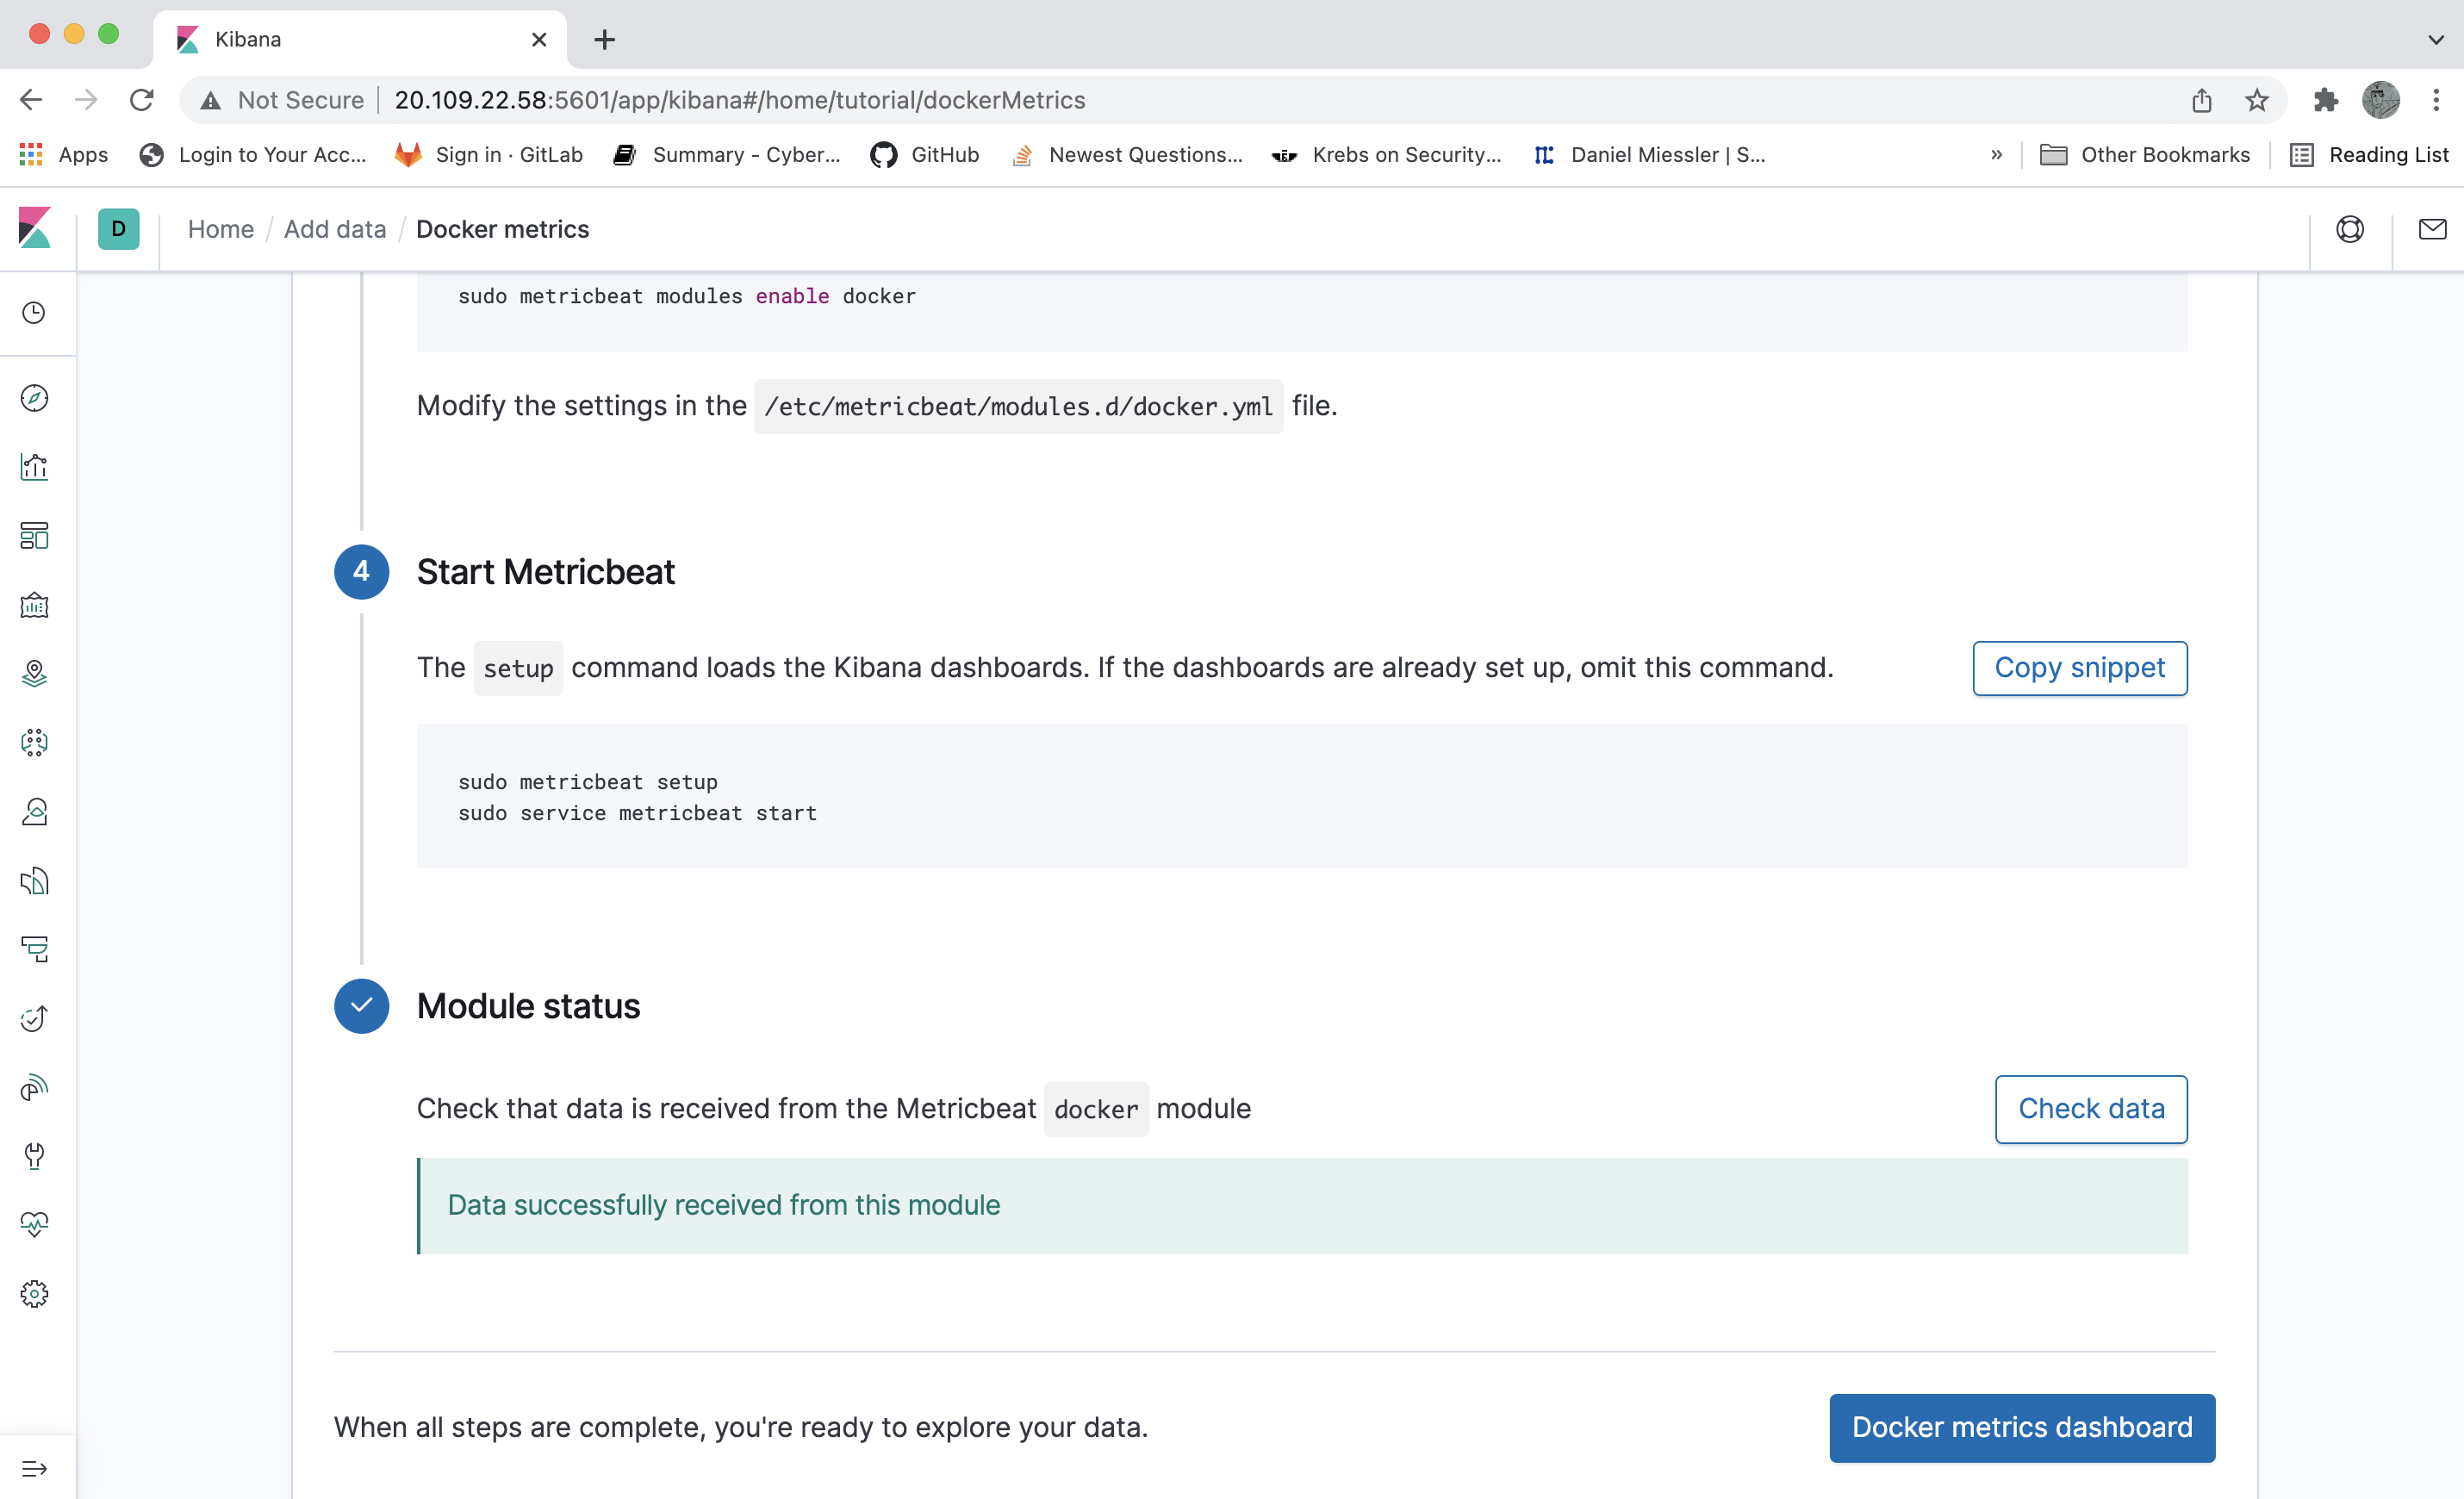 Kibana
Not Secure | 20.109.22.58:5601/app/kibana#/home/tutorial/dockerMetrics
Apps Login to Your Acc... Sign in · GitLab Summary - Cyber... GitHub Newest Questions... Krebs on Security... Daniel Miessler | S... » Other Bookmarks Reading List
D Home / Add data / Docker metrics
sudo metricbeat modules enable docker
Modify the settings in the /etc/metricbeat/modules.d/docker.yml file.
4 Start Metricbeat
The setup command loads the Kibana dashboards. If the dashboards are already set up, omit this command. Copy snippet
sudo metricbeat setup
sudo service metricbeat start
Module status
Check that data is received from the Metricbeat docker module Check data
Data successfully received from this module
When all steps are complete, you're ready to explore your data. Docker metrics dashboard